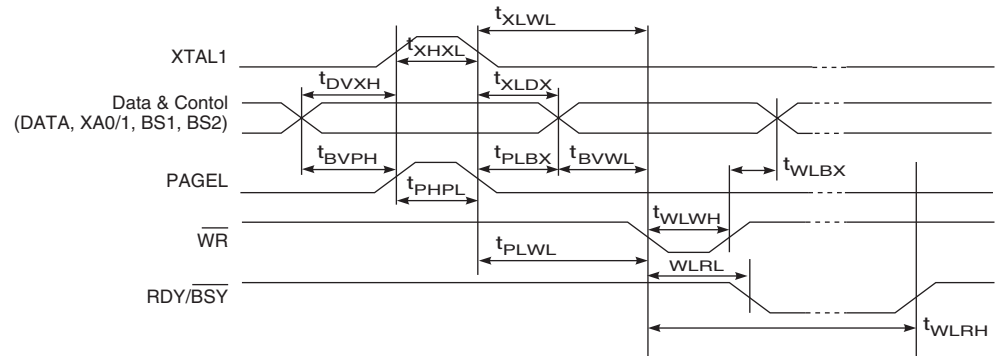 tXLWL
XTAL1
tXHXL
tDVXH
tXLDX
Data & Contol
(DATA, XA0/1, BS1, BS2)
tBVPH
tPLBX
tBVWL
tWLBX
PAGEL
tPHPL
tWLWH
WR
tPLWL
WLRL
RDY/BSY
tWLRH